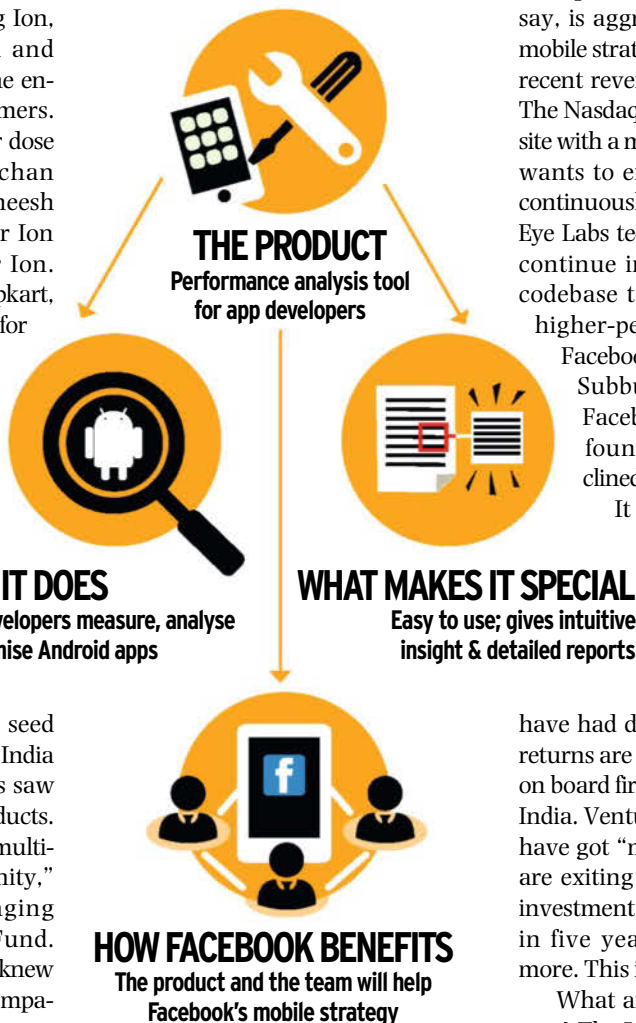 g Ion,
and
en-
mers.
dose
chan
neesh
r Ion
Ion.
pkart,
for
THE PRODUCT
Performance analysis tool
for app developers
IT DOES
velopers measure, analyse
mise Android apps
WHAT MAKES IT SPECIAL
Easy to use; gives intuitive
insight & detailed reports
f
HOW FACEBOOK BENEFITS
The product and the team will help
Facebook's mobile strategy
seed
India
s saw
ducts.
multi-
nity,"
nging
Fund.
knew
mpa-
say, is aggr
mobile strat
recent reve
The Nasdaq
site with a m
wants to e
continuously
Eye Labs te
continue i
codebase t
higher-pe
Faceboo
Subbu
Faceb
foun
clined
It
have had d
returns are
on board fir
India. Ventu
have got "n
are exiting
investment
in five yea
more. This i
What a